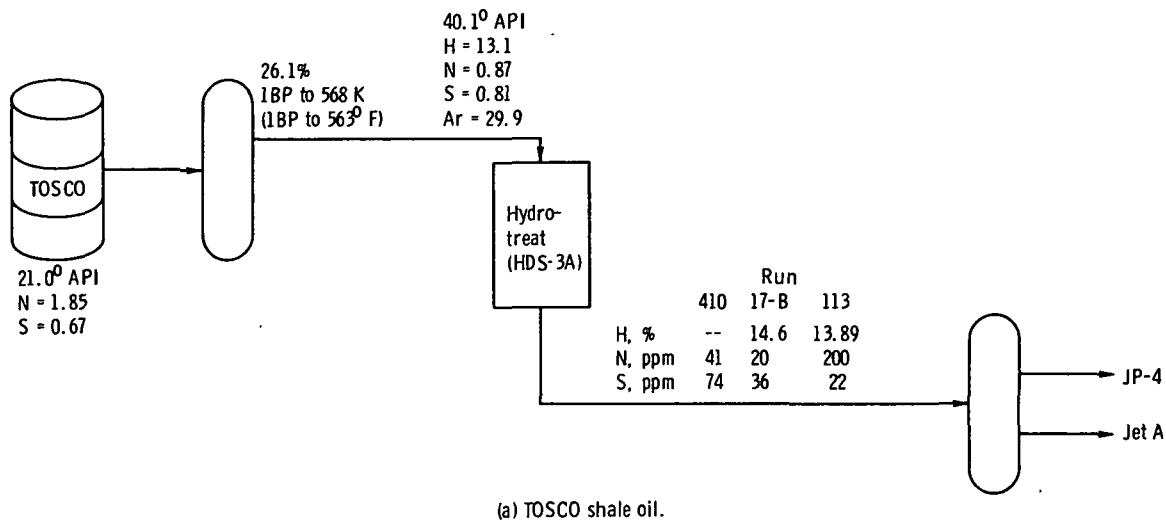 TOSCO
21.0⁰ API
N = 1.85
S = 0.67
26.1%
1BP to 568 K
(1BP to 563⁰ F)
40.1⁰ API
H = 13.1
N = 0.87
S = 0.81
Ar = 29.9
Hydro-
treat
(HDS-3A)
Run
410 17-B 113
H, % -- 14.6 13.89
N, ppm 41 20 200
S, ppm 74 36 22
JP-4
Jet A
(a) TOSCO shale oil.